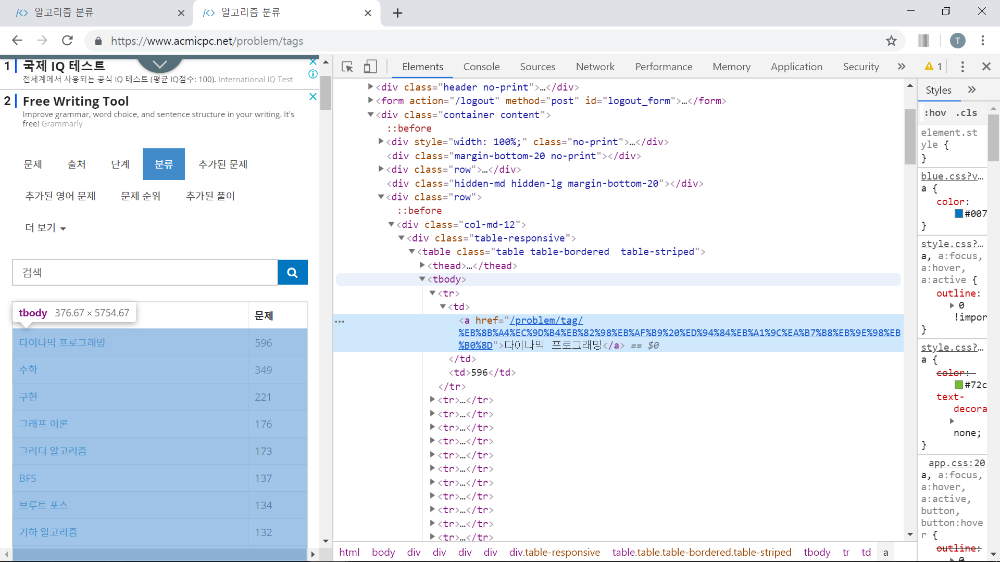 알고리즘 분류
알고리즘 분류
https://www.acmicpc.net/problem/tags
T
1 국제 IQ 테스트
전세계에서 사용되는 공식 IQ 테스트 (평균 IQ점수: 100). International IQ Test
2 Free Writing Tool
Improve grammar, word choice, and sentence structure in your writing. It's
free! Grammarly
문제 출처 단계 분류 추가된 문제
추가된 영어 문제 문제 순위 추가된 풀이
더 보기
검색
tbody 376.67 × 5754.67
문제
다이나믹 프로그래밍 596
수학 349
구현 221
그래프 이론 176
그리디 알고리즘 173
BFS 137
브루트 포스 134
기하 알고리즘 132
Elements Console Sources Network Performance Memory Application Security » 1
<div class="header no-print">…</div>
<form action="/logout" method="post" id="logout_form">…</form>
<div class="container content">
::before
<div style="width: 100%;" class="no-print">…</div>
<div class="margin-bottom-20 no-print"></div>
<div class="row">…</div>
<div class="hidden-md hidden-lg margin-bottom-20"></div>
<div class="row">
::before
<div class="col-md-12">
<div class="table-responsive">
<table class="table table-bordered  table-striped">
<thead>…</thead>
<tbody>
<tr>
<td>
… <a href="/problem/tag/
%EB%8B%A4%EC%9D%B4%EB%82%98%EB%AF%B9%20%ED%94%84%EB%A1%9C%EA%B7%B8%EB%9E%98%EB
%B0%8D">다이나믹 프로그래밍</a> == $0
</td>
<td>596</td>
</tr>
<tr>…</tr>
<tr>…</tr>
<tr>…</tr>
<tr>…</tr>
<tr>…</tr>
<tr>…</tr>
<tr>…</tr>
<tr>…</tr>
<tr>…</tr>
<tr>…</tr>
<tr>…</tr>
html body div div div div div.table-responsive table.table.table-bordered.table-striped tbody tr td a
Styles »
:hov .cls
element.st
yle {
}
blue.css?v…
a {
color:
#007
}
style.css?…
a, a:focus,
a:hover,
a:active {
outline:
0
!impor
}
style.css?…
a {
color:
#72c
text-
decora
none;
}
app.css:20
a, a:focus,
a:hover,
a:active,
button,
button:hove
r {
outline:
0